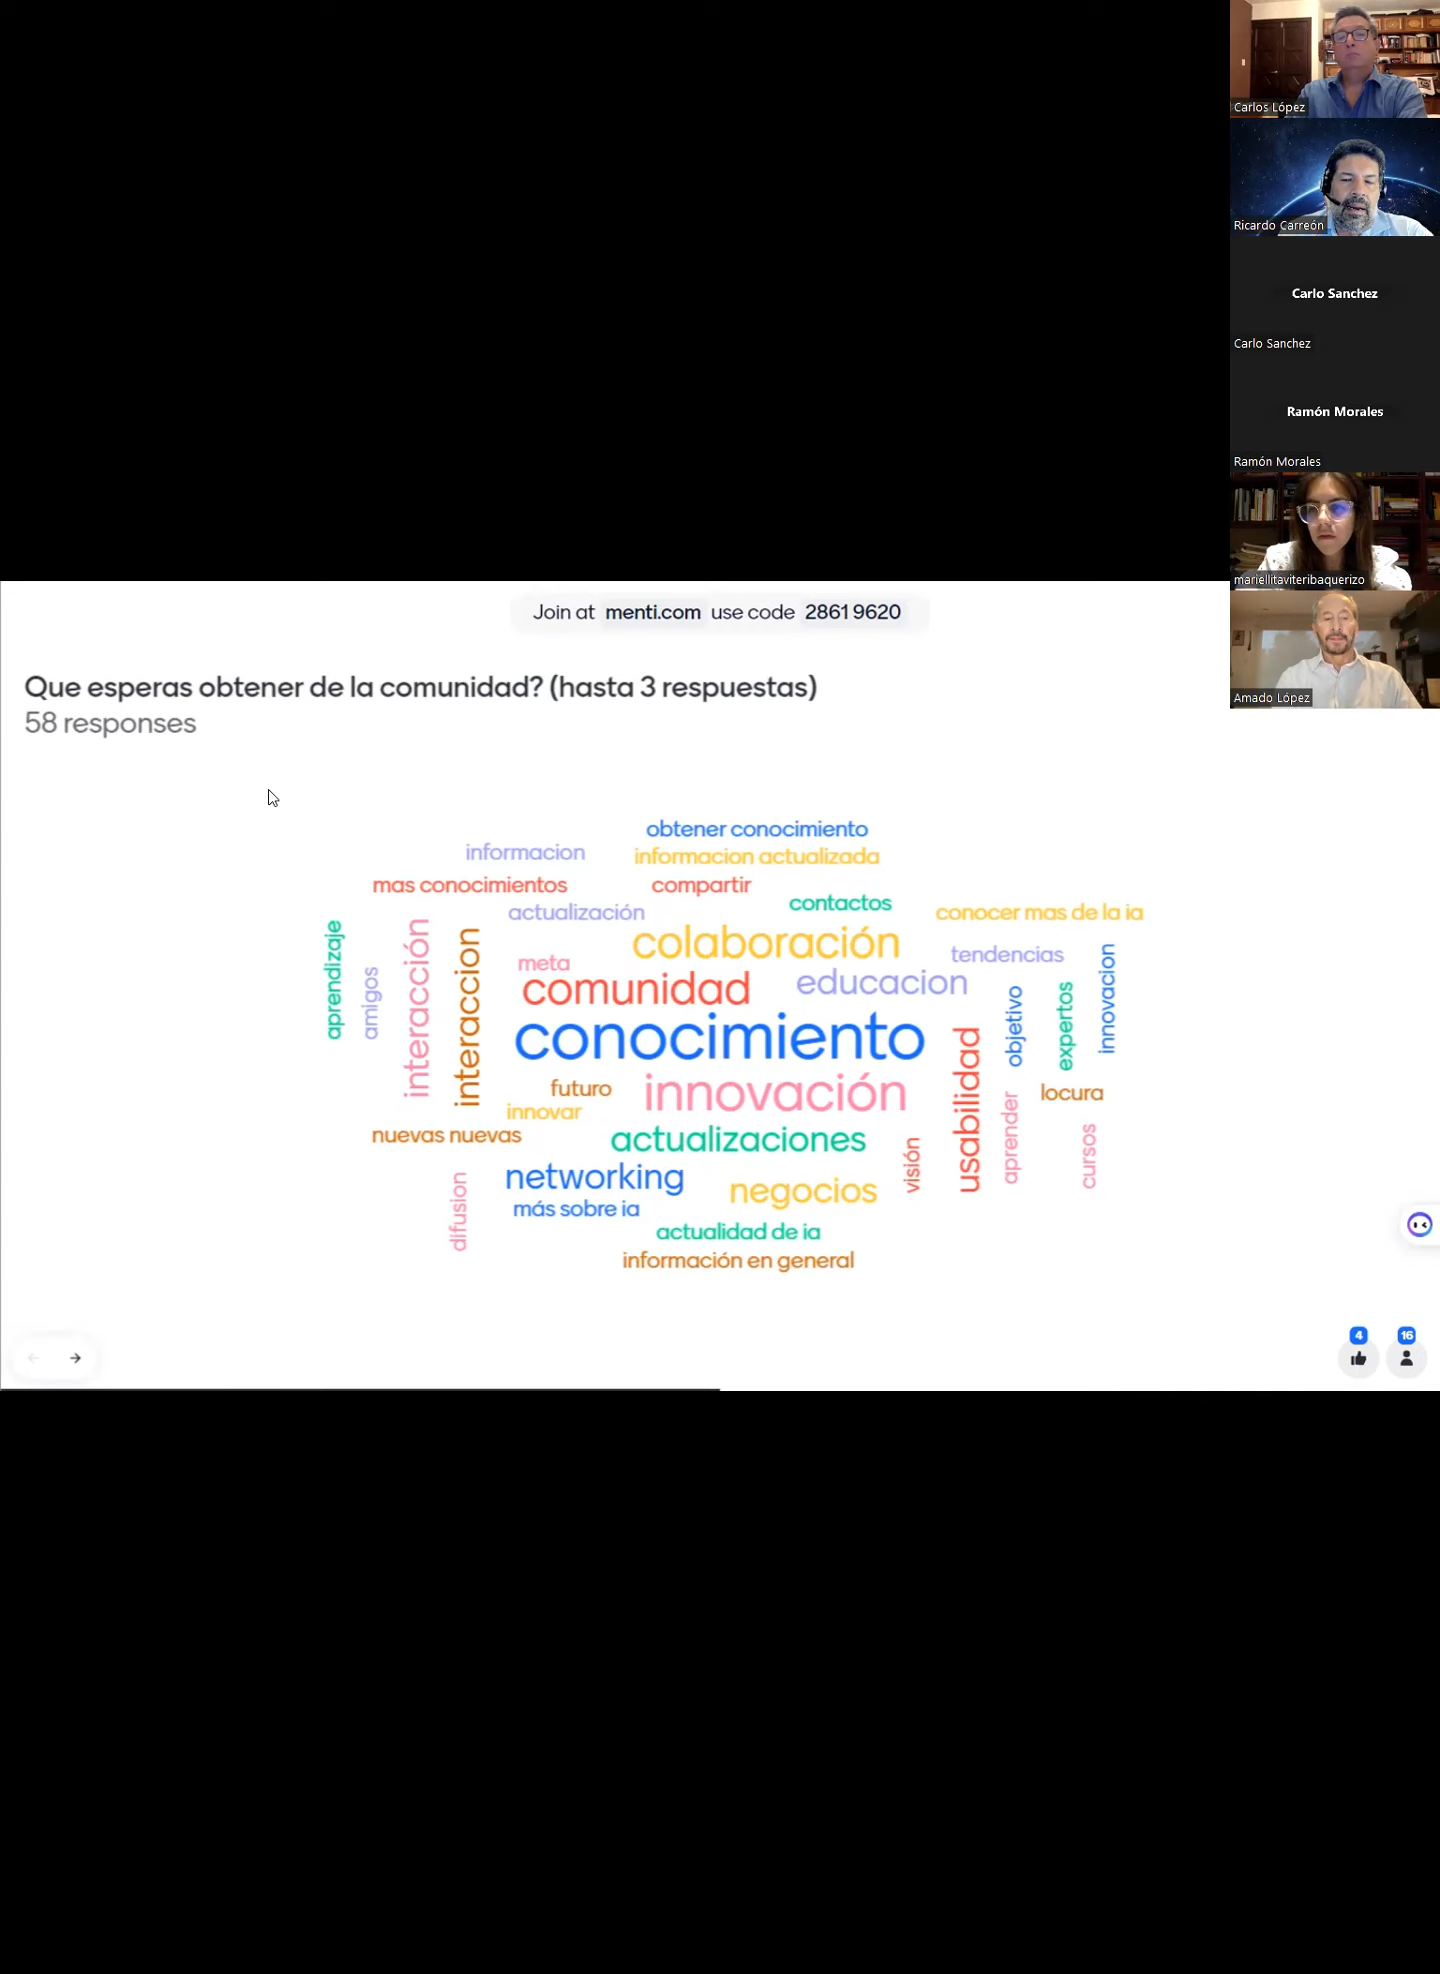 Carlos López
Ricardo Carreón
Carlo Sanchez
Carlo Sanchez
Ramón Morales
Ramón Morales
mariellitaviteribaquerizo
Amado López
Join at menti.com use code 2861 9620
Que esperas obtener de la comunidad? (hasta 3 respuestas)
58 responses
obtener conocimiento
informacion
informacion actualizada
mas conocimientos
compartir
contactos
actualización
conocer mas de la ia
aprendizaje
amigos
interacción
interaccion
colaboración
meta
tendencias
comunidad
educacion
objetivo
expertos
innovacion
conocimiento
futuro
innovación
usabilidad
locura
innovar
aprender
nuevas nuevas
actualizaciones
visión
cursos
networking
negocios
difusion
más sobre ia
actualidad de ia
información en general
4
16